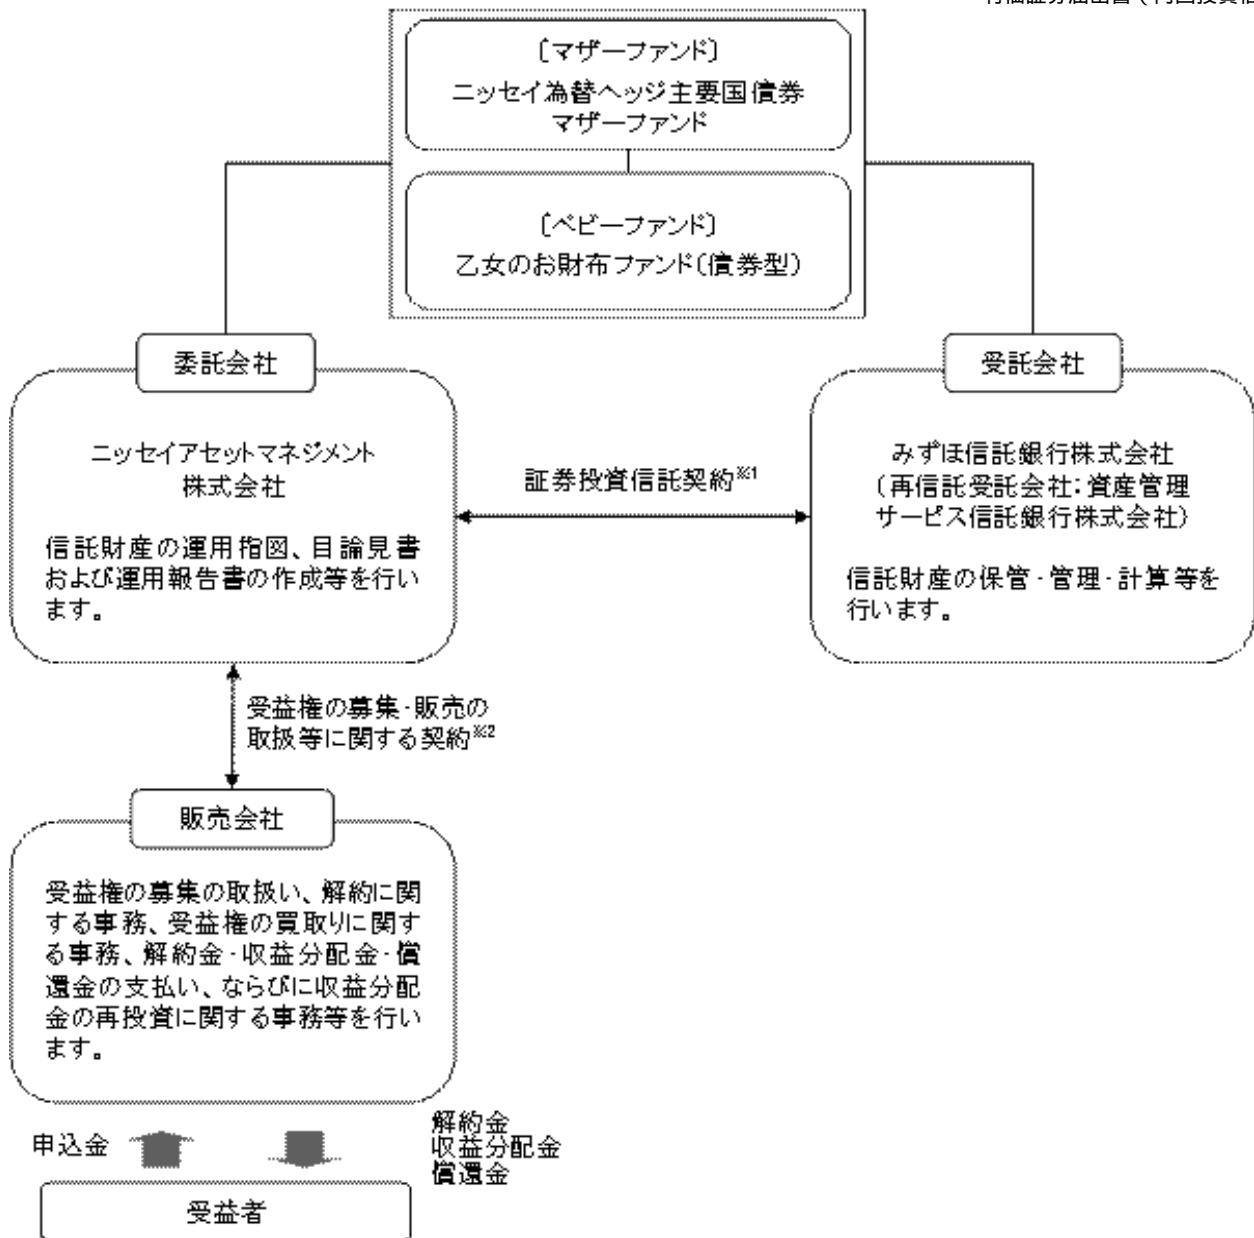 〔マザーファンド〕
ニッセイ為替ヘッジ主要国債券
マザーファンド
〔ベビーファンド〕
乙女のお財布ファンド(債券型)
委託会社
ニッセイアセットマネジメント
株式会社
信託財産の運用指図、目論見書
および運用報告書の作成等を行い
ます。
証券投資信託契約※1
受託会社
みずほ信託銀行株式会社
(再信託受託会社:資産管理
サービス信託銀行株式会社)
信託財産の保管・管理・計算等を
行います。
受益権の募集・販売の
取扱等に関する契約※2
販売会社
受益権の募集の取扱い、解約に関
する事務、受益権の買取りに関す
る事務、解約金・収益分配金・償
還金の支払い、ならびに収益分配
金の再投資に関する事務等を行い
ます。
申込金
解約金
収益分配金
償還金
受益者